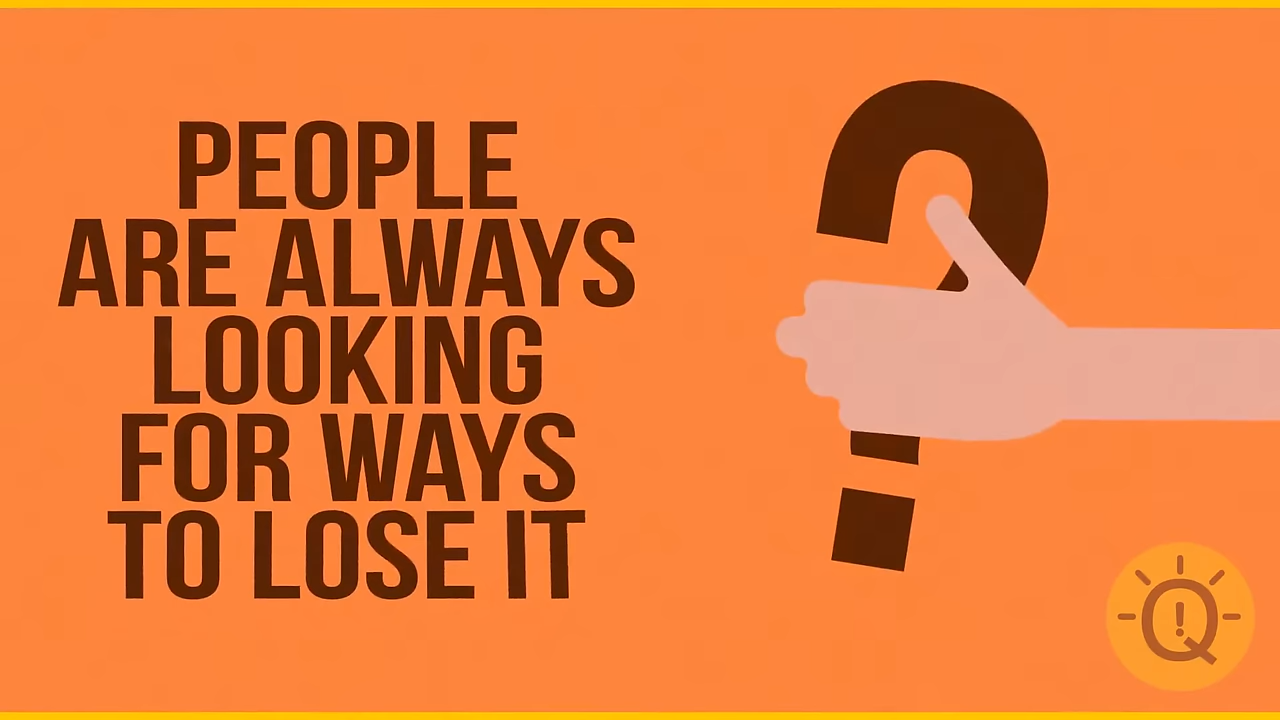 PEOPLE
ARE ALWAYS
LOOKING
FOR WAYS
TO LOSE IT
?
Q!